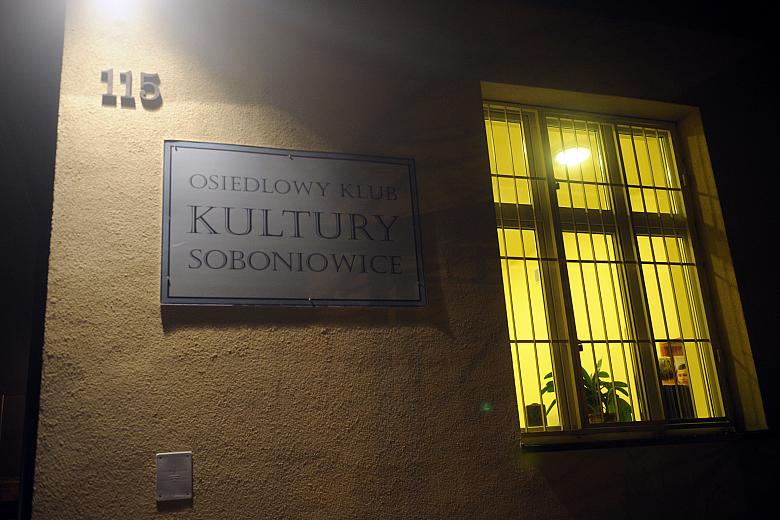 115
OSIEDLOWY KLUB
KULTURY
SOBONIOWICE